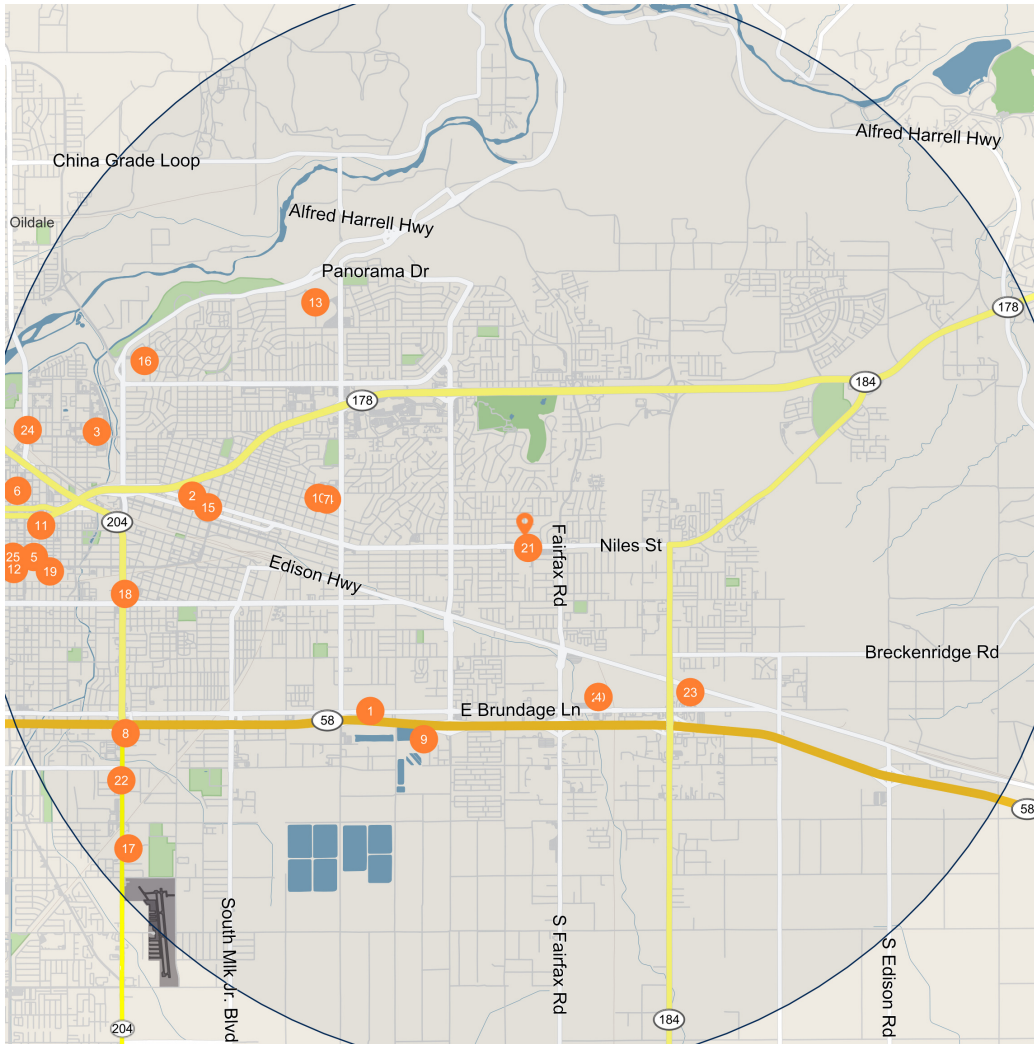 Alfred Harrell Hwy
China Grade Loop
Oildale
Alfred Harrell Hwy
Panorama Dr
13
178
16
184
178
24
3
6
2
15
10
11
204
21
Fairfax Rd
Niles St
25
5
12
19
Edison Hwy
18
Breckenridge Rd
23
1
E Brundage Ln
58
8
9
22
58
17
South Mlk Jr. Blvd
S Fairfax Rd
S Edison Rd
184
204